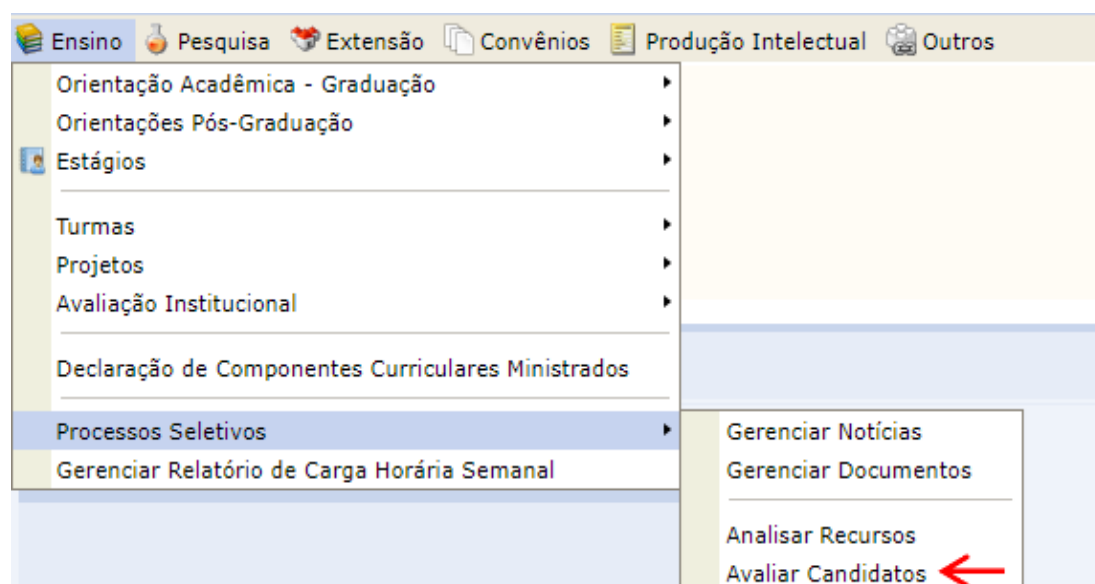 Ensino Pesquisa Extensão Convênios Produção Intelectual Outros
Orientação Acadêmica - Graduação
Orientações Pós-Graduação
Estágios
Turmas
Projetos
Avaliação Institucional
Declaração de Componentes Curriculares Ministrados
Processos Seletivos
Gerenciar Relatório de Carga Horária Semanal
Gerenciar Notícias
Gerenciar Documentos
Analisar Recursos
Avaliar Candidatos